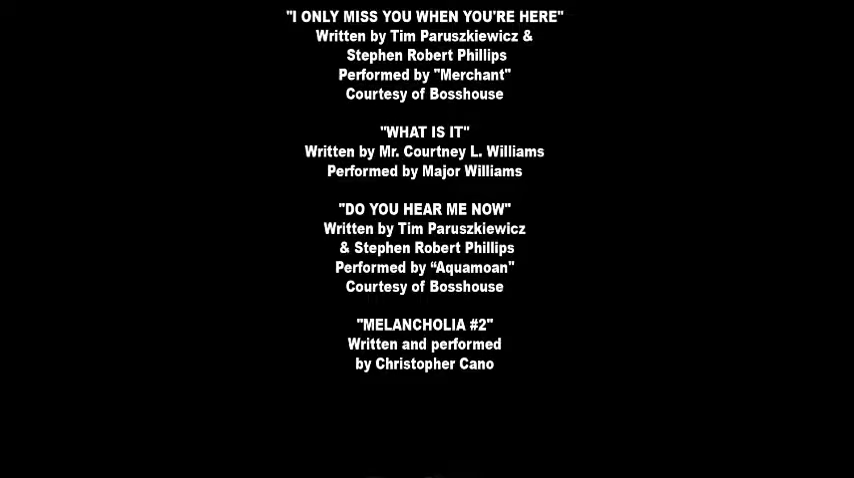 "I ONLY MISS YOU WHEN YOU'RE HERE"
Written by Tim Paruszkiewicz &
Stephen Robert Phillips
Performed by "Merchant"
Courtesy of Bosshouse
"WHAT IS IT"
Written by Mr. Courtney L. Williams
Performed by Major Williams
"DO YOU HEAR ME NOW"
Written by Tim Paruszkiewicz
& Stephen Robert Phillips
Performed by “Aquamoan"
Courtesy of Bosshouse
"MELANCHOLIA #2"
Written and performed
by Christopher Cano